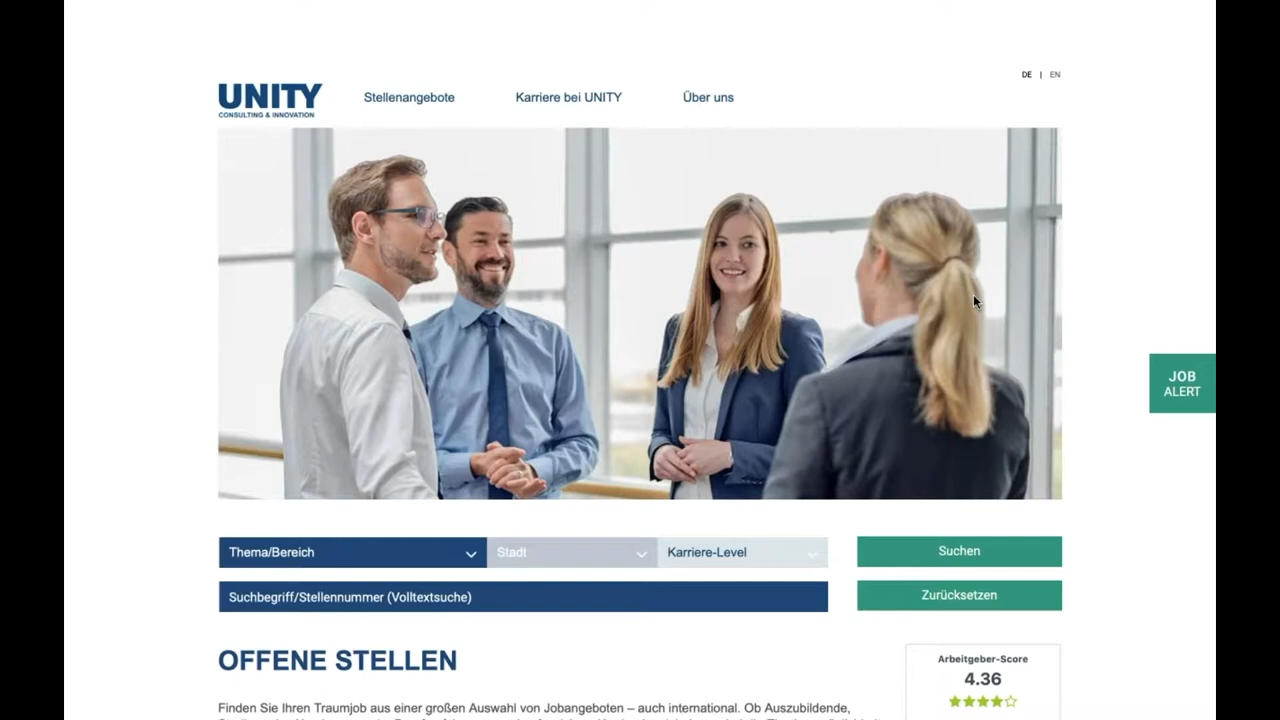 DE | EN
UNITY
CONSULTING & INNOVATION
Stellenangebote
Karriere bei UNITY
Über uns
JOB
ALERT
Thema/Bereich
Stadt
Karriere-Level
Suchen
Suchbegriff/Stellennummer (Volltextsuche)
Zurücksetzen
OFFENE STELLEN
Arbeitgeber-Score
4.36
Finden Sie Ihren Traumjob aus einer großen Auswahl von Jobangeboten – auch international. Ob Auszubildende,